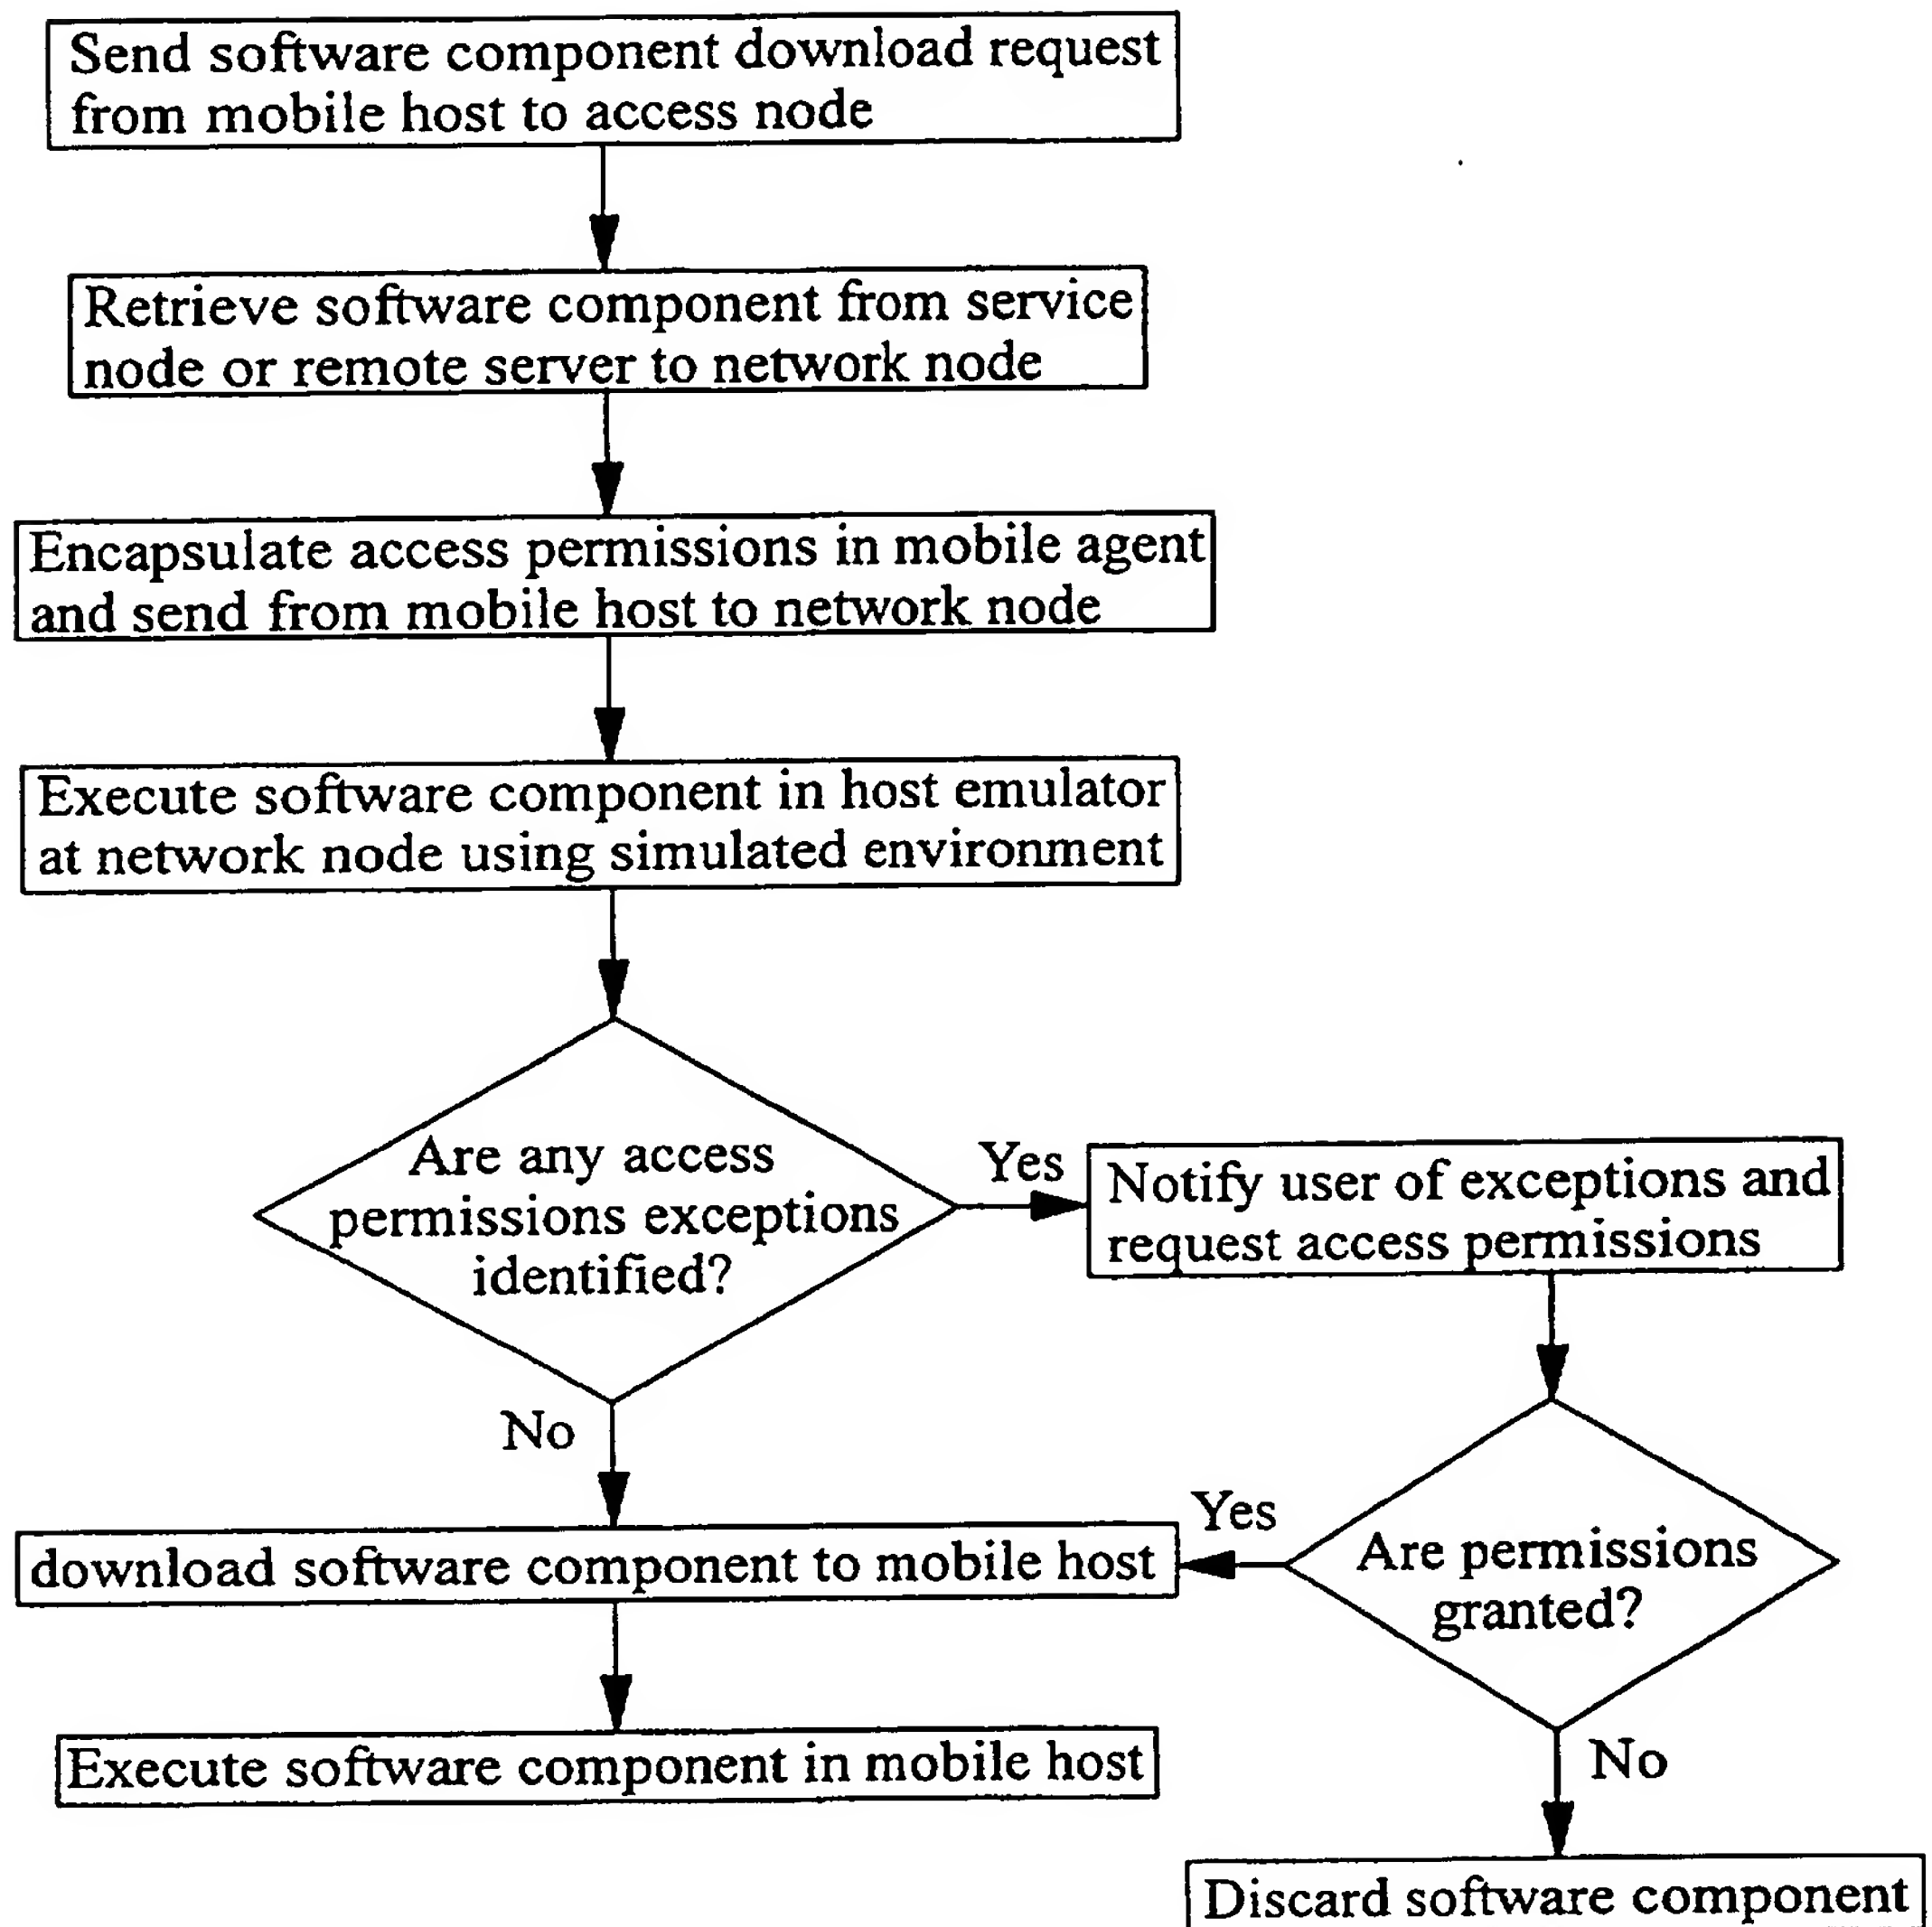 Send software component download request
from mobile host to access node
Retrieve software component from service
node or remote server to network node
Encapsulate access permissions in mobile agent
and send from mobile host to network node
Execute software component in host emulator
at network node using simulated environment
Are any access
permissions exceptions
identified?
Yes
Notify user of exceptions and
request access permissions
No
Yes
Are permissions
granted?
download software component to mobile host
Execute software component in mobile host
No
Discard software component